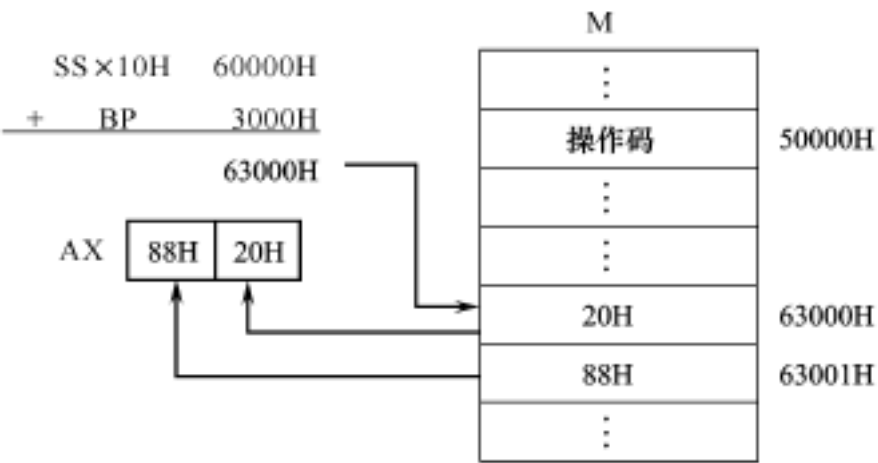 M
SS×10H 60000H
⋮
+ BP 3000H
操作码 50000H
63000H
⋮
AX 88H 20H
⋮
20H 63000H
88H 63001H
⋮